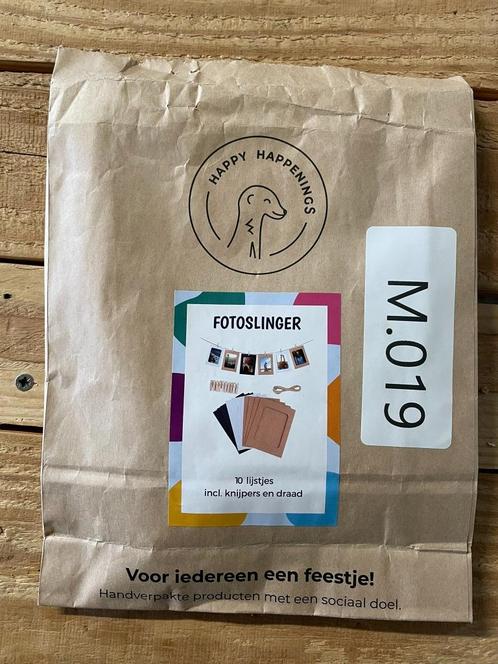 HAPPY HAPPENINGS
FOTOSLINGER
10 lijstjes
incl. knijpers en draad
M.019
Voor iedereen een feestje!
Handverpakte producten met een sociaal doel.